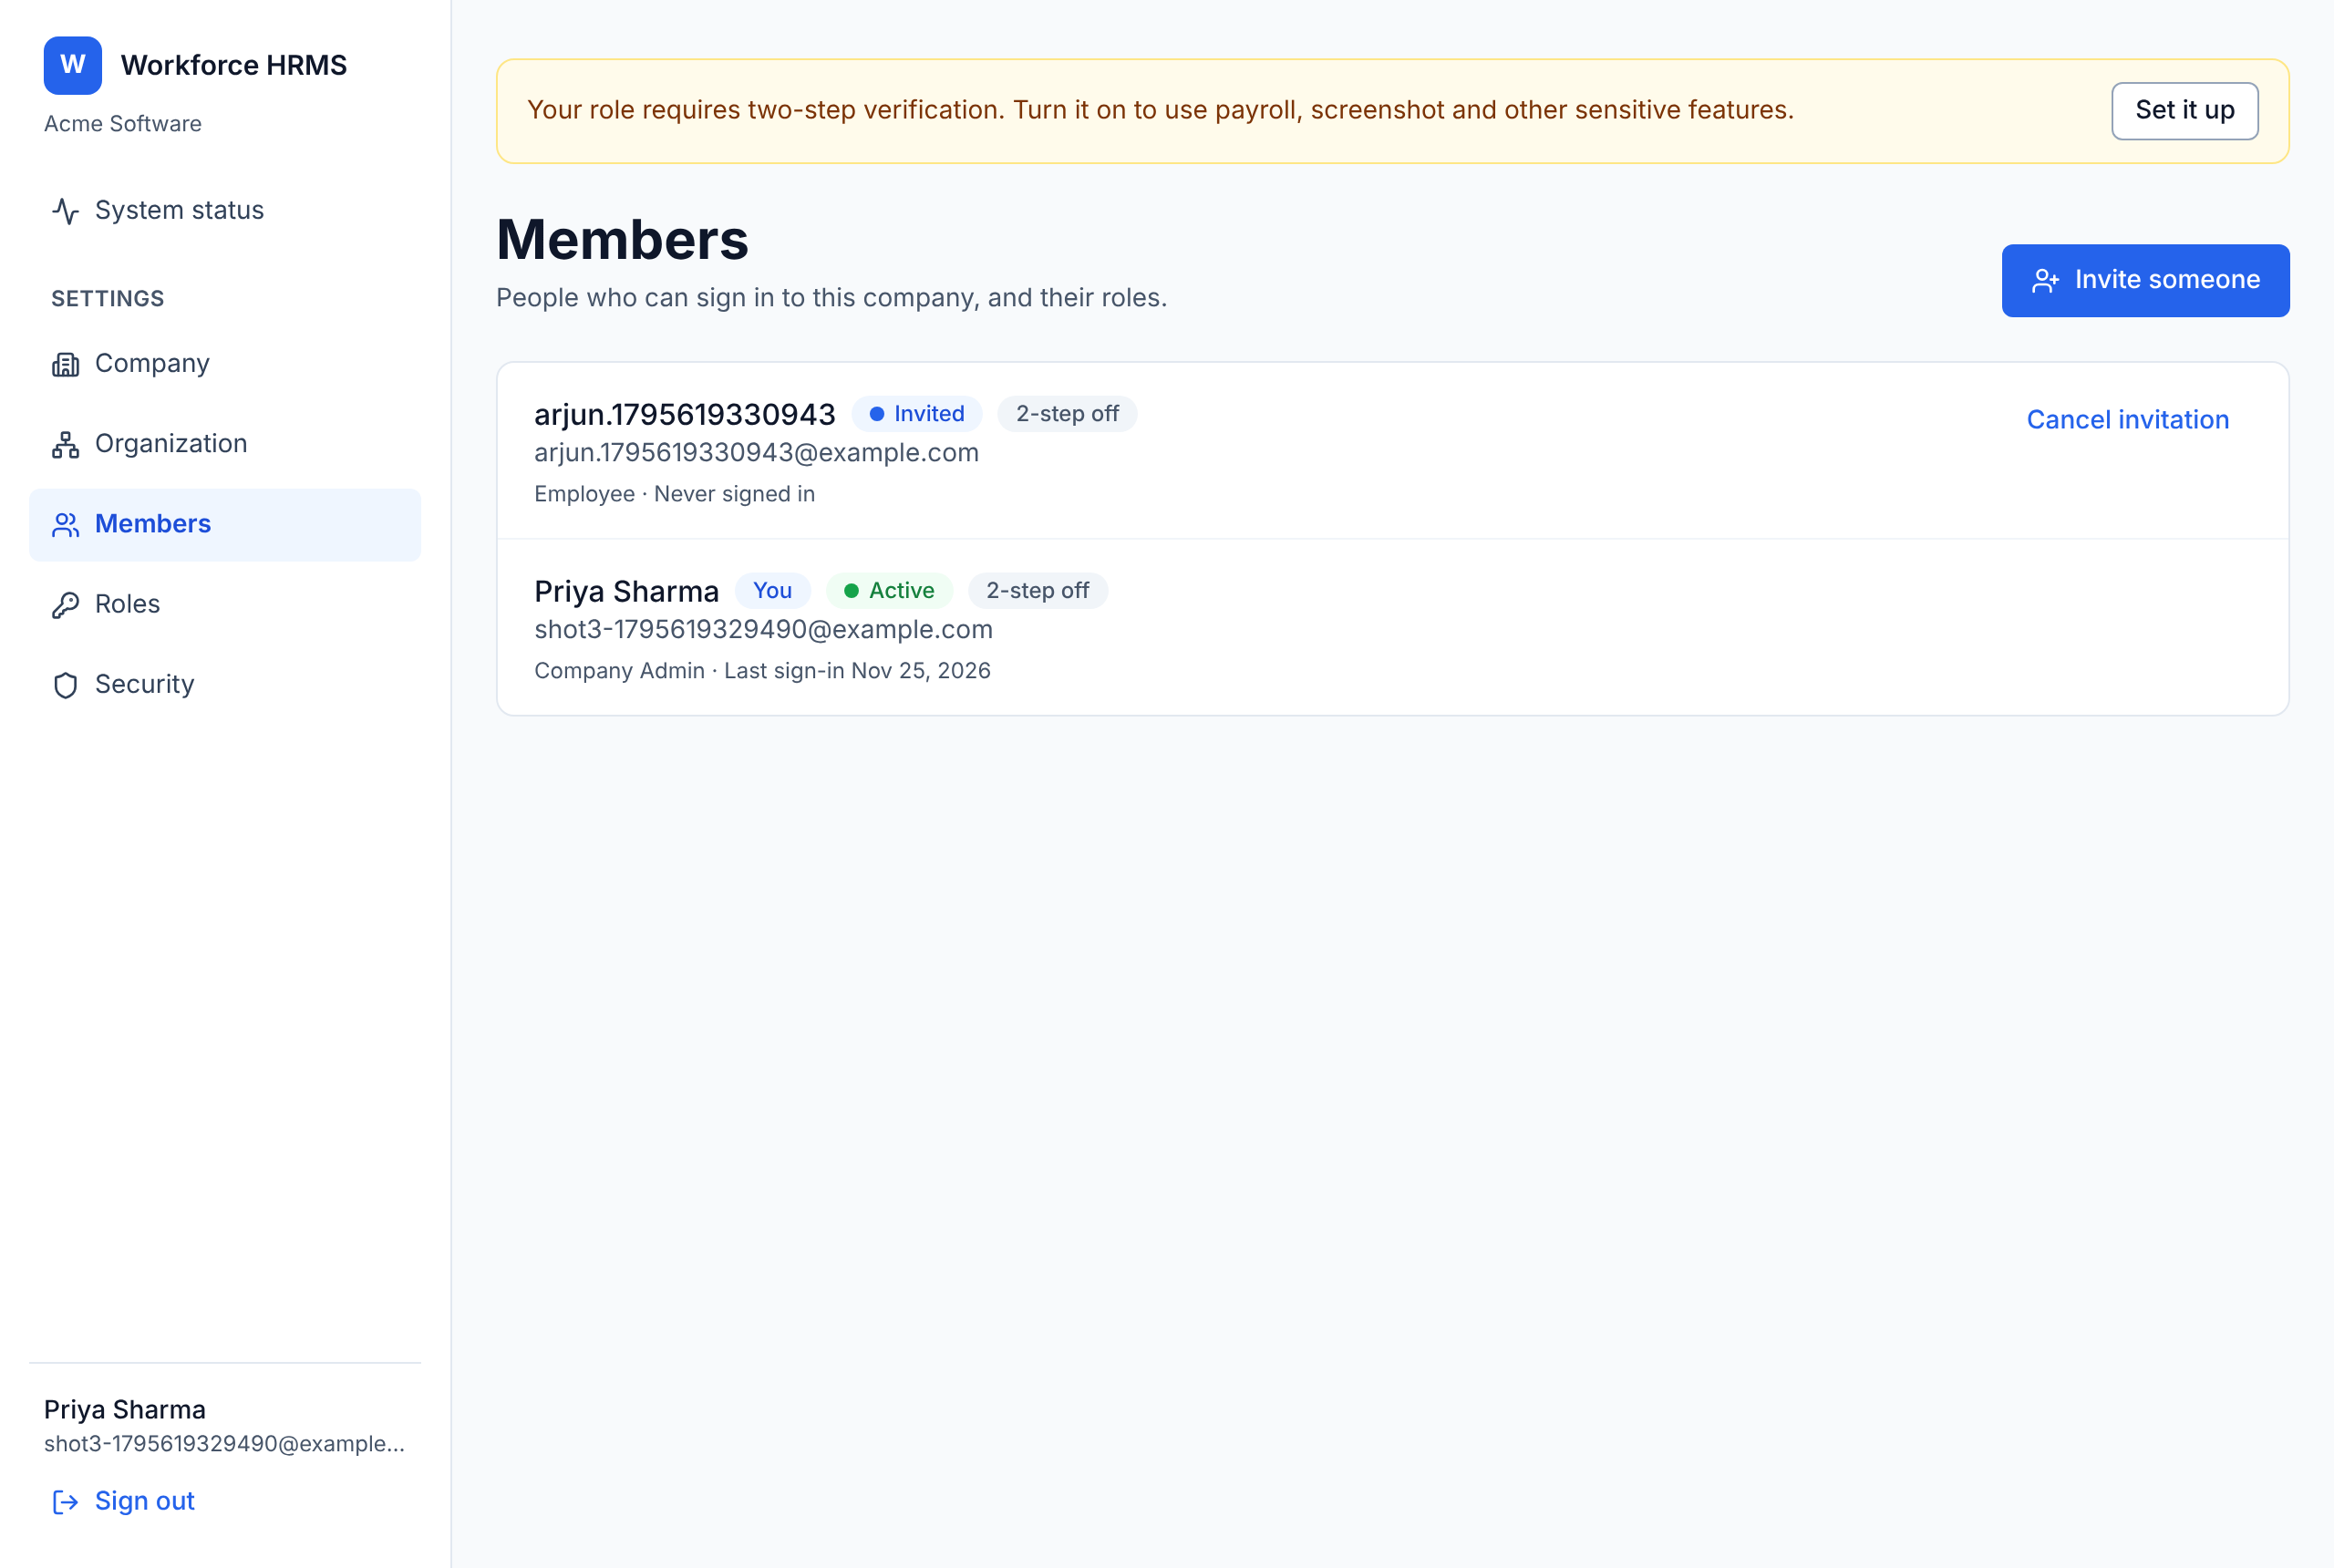 W
Workforce HRMS
Acme Software
System status
SETTINGS
Company
Organization
Members
Roles
Security
Priya Sharma
shot3-1795619329490@example...
Sign out
Your role requires two-step verification. Turn it on to use payroll, screenshot and other sensitive features.
Set it up
Members
People who can sign in to this company, and their roles.
Invite someone
arjun.1795619330943 Invited 2-step off
Cancel invitation
arjun.1795619330943@example.com
Employee · Never signed in
Priya Sharma You Active 2-step off
shot3-1795619329490@example.com
Company Admin · Last sign-in Nov 25, 2026